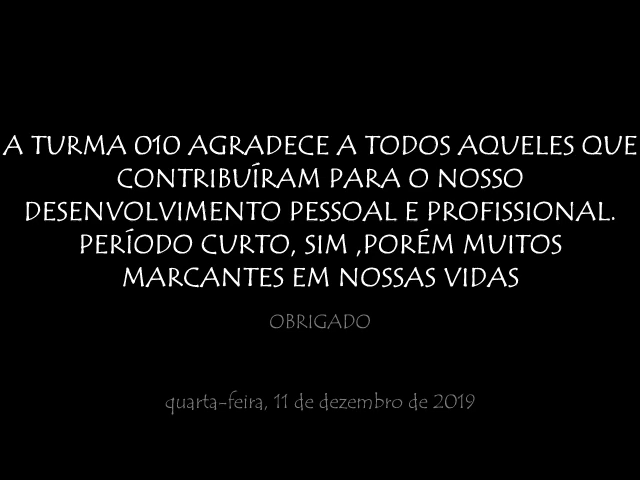 A TURMA 010 AGRADECE A TODOS AQUELES QUE
CONTRIBUÍRAM PARA O NOSSO
DESENVOLVIMENTO PESSOAL E PROFISSIONAL.
PERÍODO CURTO, SIM ,PORÉM MUITOS
MARCANTES EM NOSSAS VIDAS
OBRIGADO
quarta-feira, 11 de dezembro de 2019